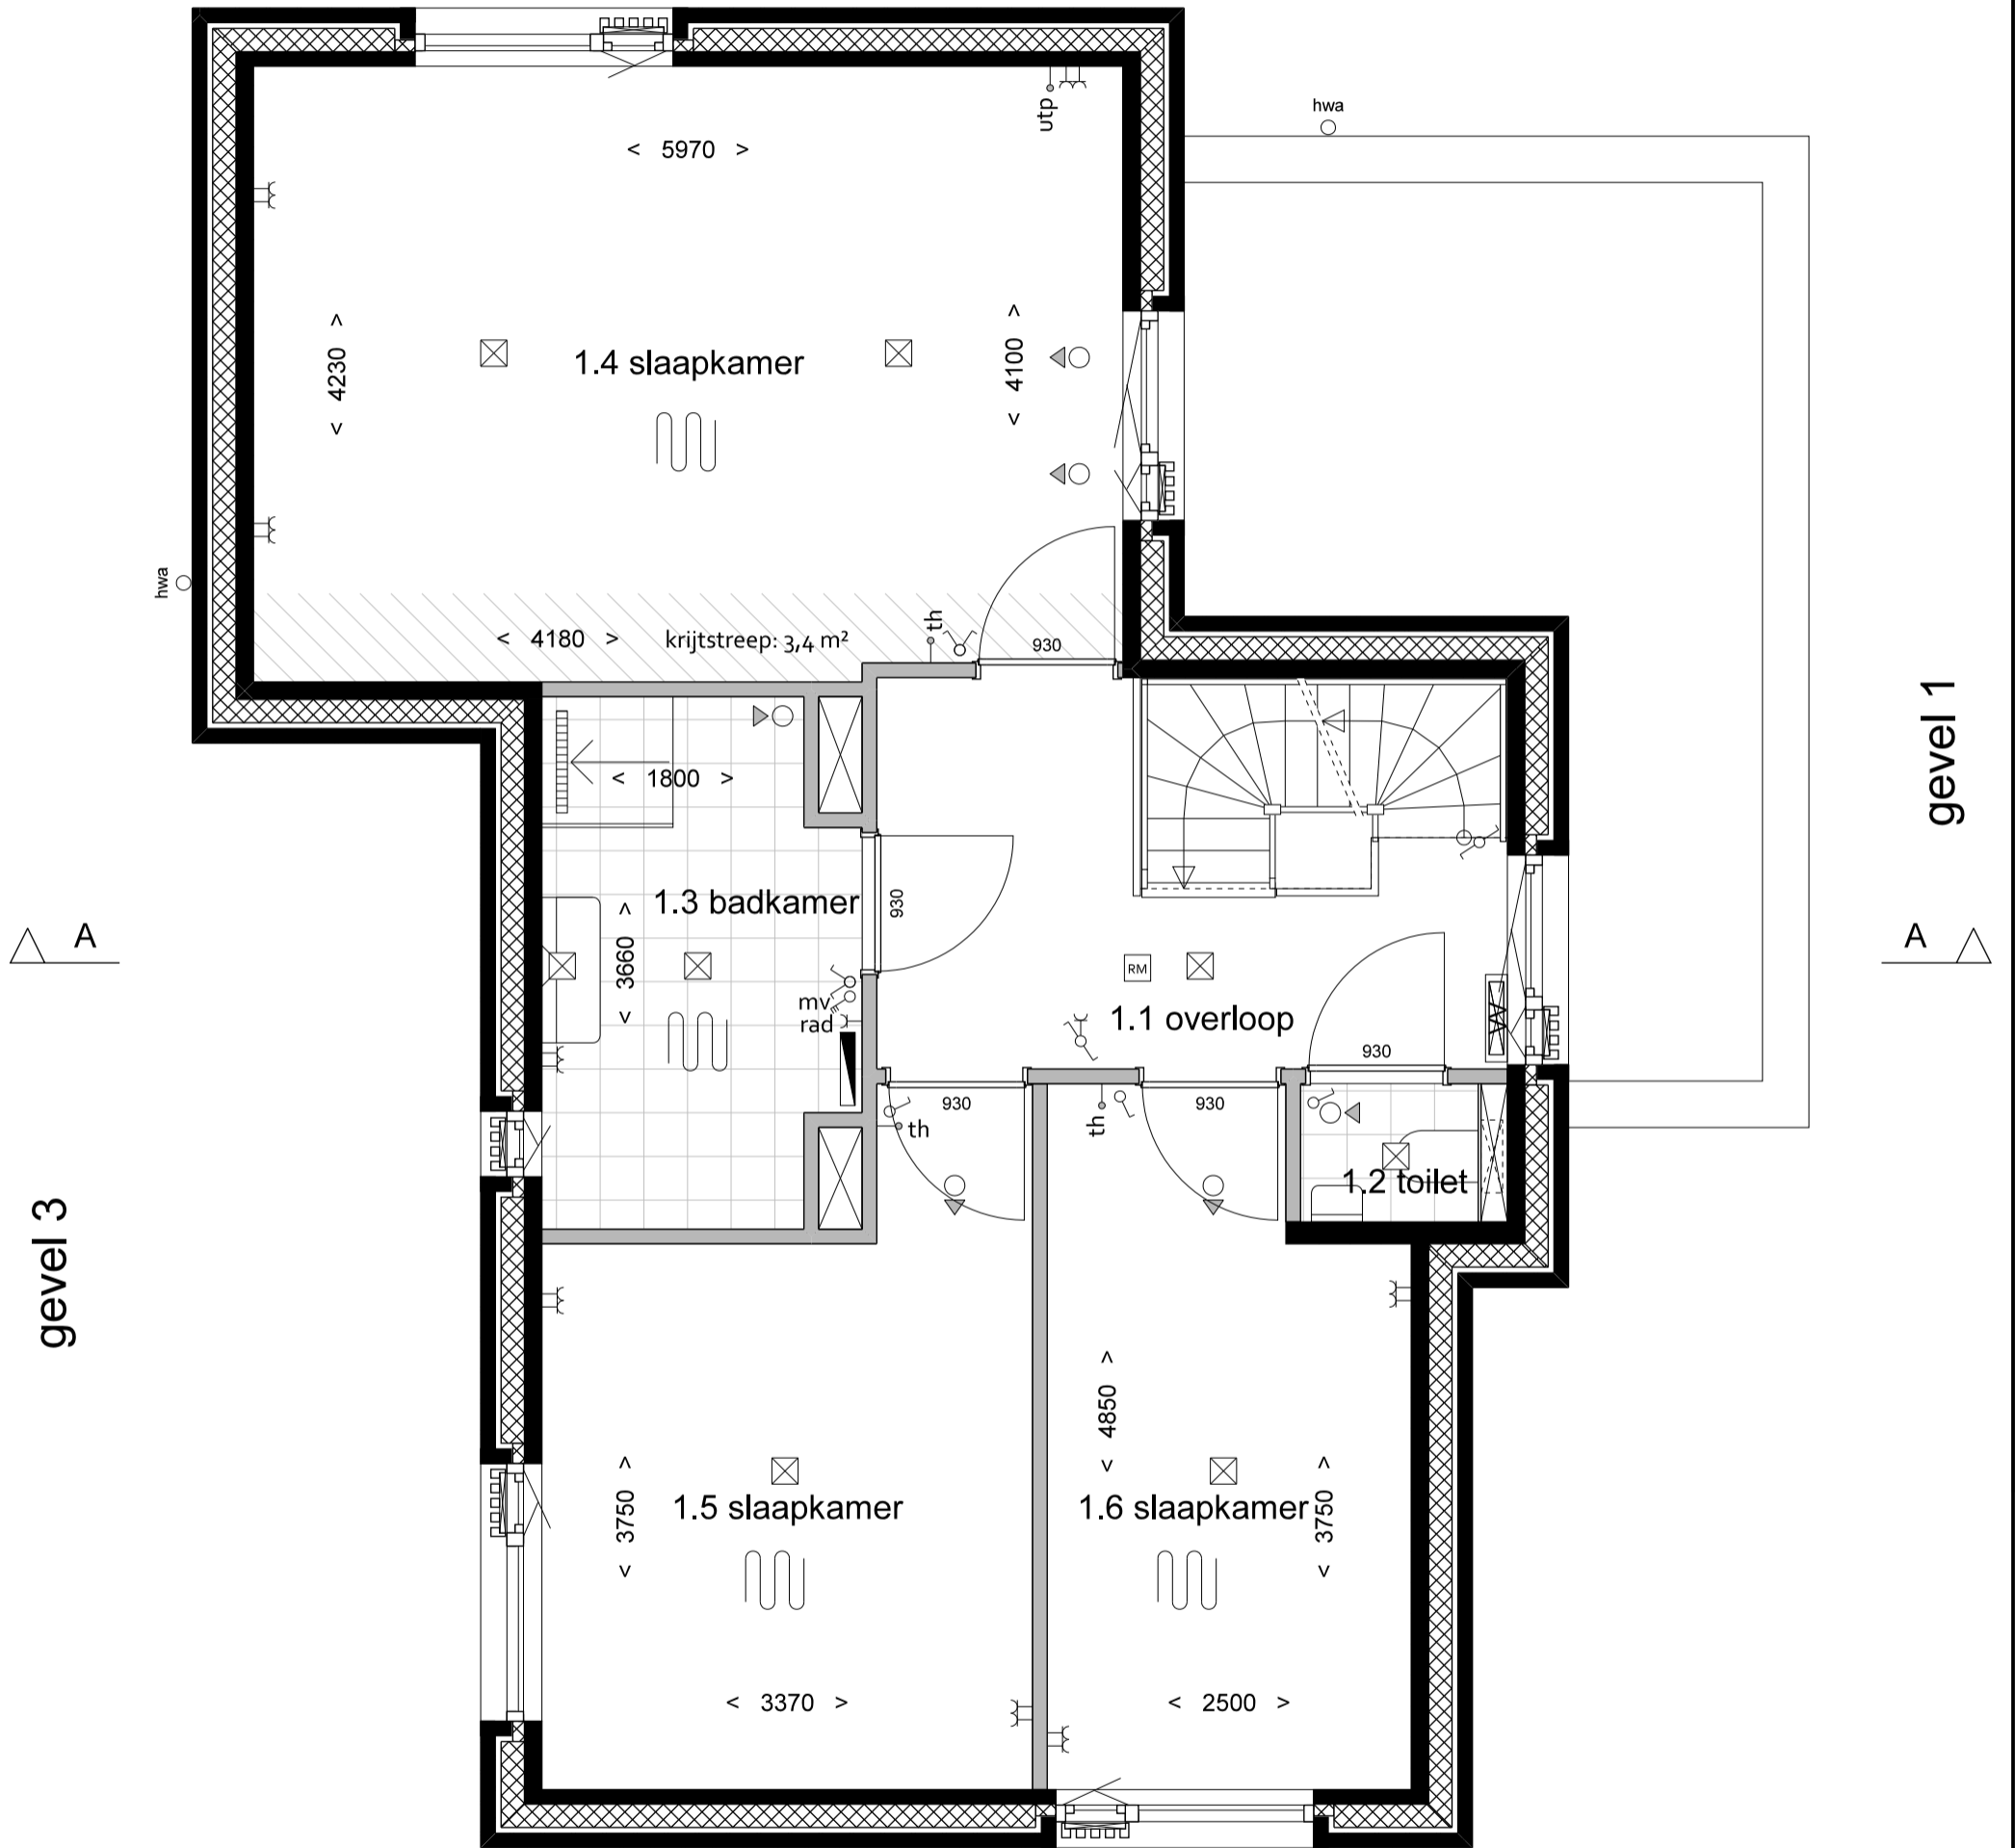 hwa
utp
< 5970 >
< 4230 >
1.4 slaapkamer
< 4100 >
hwa
< 4180 > krijtstreep: 3,4 m²
th
930
gevel 1
< 1800 >
1.3 badkamer
930
< 3660 >
A
A
RM
mv
rad
1.1 overloop
W
930
930
th
th
930
1.2 toilet
gevel 3
< 4850 >
< 3750 >
1.5 slaapkamer
1.6 slaapkamer
< 3750 >
< 3370 >
< 2500 >